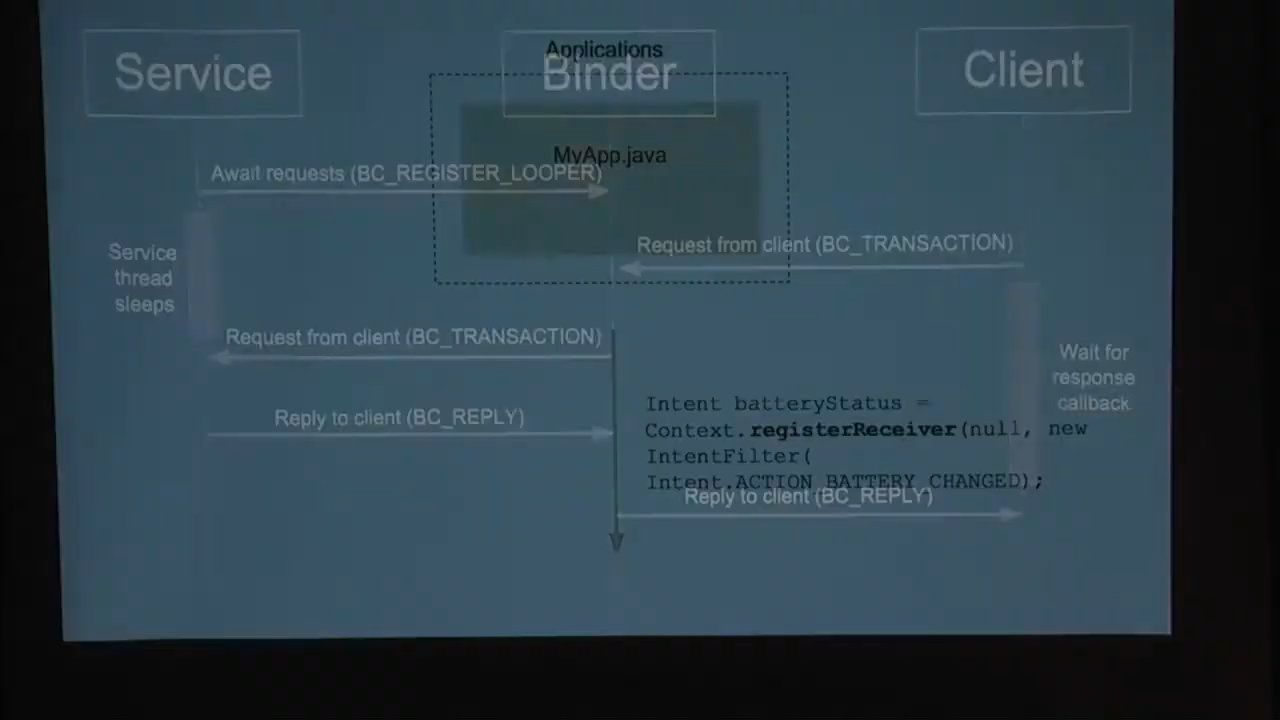 Applications
Service
Binder
Client
MyApp.java
Await requests (BC_REGISTER_LOOPER)
Request from client (BC_TRANSACTION)
Service
thread
sleeps
Request from client (BC_TRANSACTION)
Wait for
response
callback
Intent batteryStatus =
Context.registerReceiver(null, new
IntentFilter(
Intent.ACTION_BATTERY_CHANGED);
Reply to client (BC_REPLY)
Reply to client (BC_REPLY)